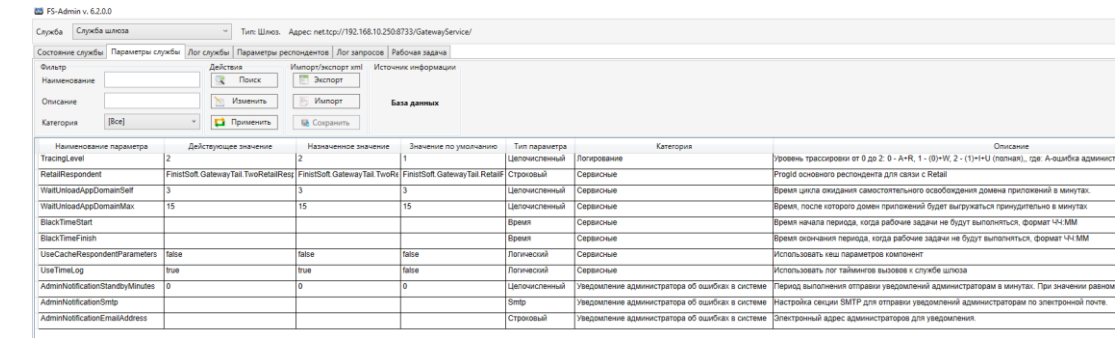 FS-Admin v. 6.2.0.0
Служба Служба шлюза Тип: Шлюз. Адрес: net.tcp://192.168.10.250:8733/GatewayService/
Состояние службы Параметры службы Лог службы Параметры респондентов Лог запросов Рабочая задача
Фильтр Действия Импорт/экспорт xml Источник информации
Наименование Поиск Экспорт
Описание Изменить Импорт База данных
Категория [Все] Применить Сохранить
Наименование параметра Действующее значение Назначенное значение Значение по умолчанию Тип параметра Категория Описание
TracingLevel 2 2 1 Целочисленный Логирование Уровень трассировки от 0 до 2: 0 - A+R, 1 - (0)+W, 2 - (1)+I+U (полная),, где: А-ошибка админист
RetailRespondent FinistSoft.GatewayTail.TwoRetailResp FinistSoft.GatewayTail.TwoRe FinistSoft.GatewayTail.RetailF Строковый Сервисные ProgId основного респондента для связи с Retail
WaitUnloadAppDomainSelf 3 3 3 Целочисленный Сервисные Время цикла ожидания самостоятельного освобождения домена приложений в минутах.
WaitUnloadAppDomainMax 15 15 15 Целочисленный Сервисные Время, после которого домен приложений будет выгружаться принудительно в минутах
BlackTimeStart Время Сервисные Время начала периода, когда рабочие задачи не будут выполняться, формат ЧЧ:ММ
BlackTimeFinish Время Сервисные Время окончания периода, когда рабочие задачи не будут выполняться, формат ЧЧ:ММ
UseCacheRespondentParameters false false false Логический Сервисные Использовать кеш параметров компонент
UseTimeLog true true false Логический Сервисные Использовать лог таймингов вызовов к службе шлюза
AdminNotificationStandbyMinutes 0 0 0 Целочисленный Уведомление администратора об ошибках в системе Период выполнения отправки уведомлений администраторам в минутах. При значении равном
AdminNotificationSmtp Smtp Уведомление администратора об ошибках в системе Настройка секции SMTP для отправки уведомлений администраторам по электронной почте.
AdminNotificationEmailAddress Строковый Уведомление администратора об ошибках в системе Электронный адрес администраторов для уведомления.